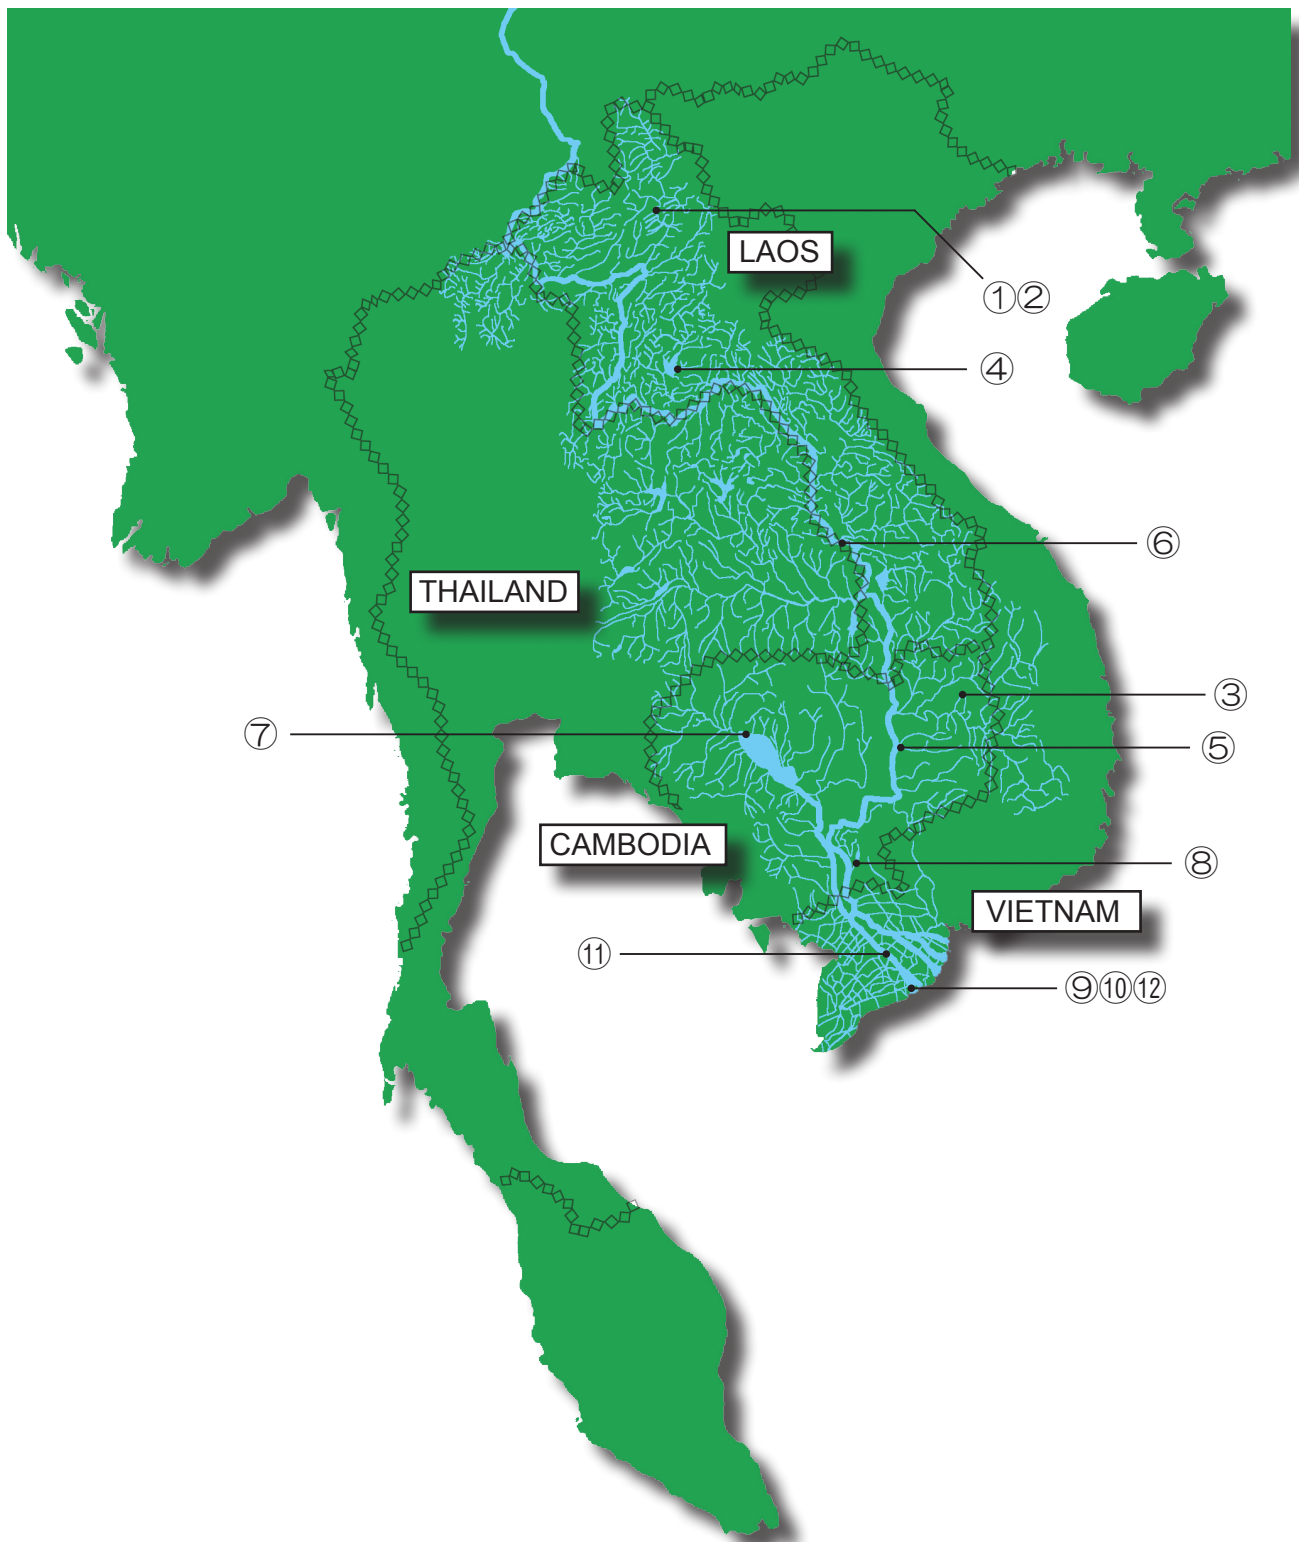 LAOS
①②
④
⑥
THAILAND
③
⑦
⑤
CAMBODIA
⑧
VIETNAM
⑪
⑨⑩⑫